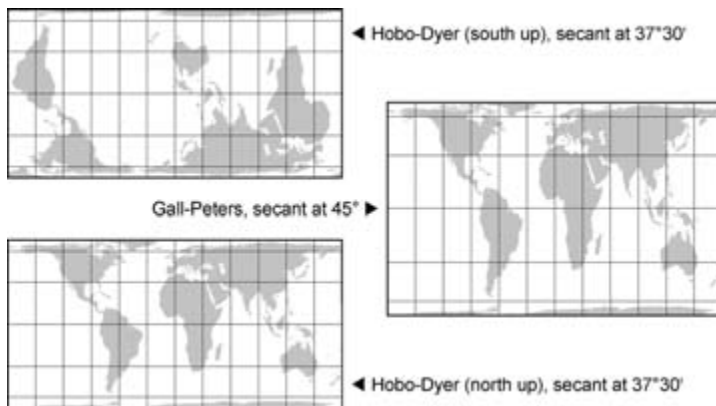 ◄ Hobo-Dyer (south up), secant at 37°30'
Gall-Peters, secant at 45° ►
◄ Hobo-Dyer (north up), secant at 37°30'